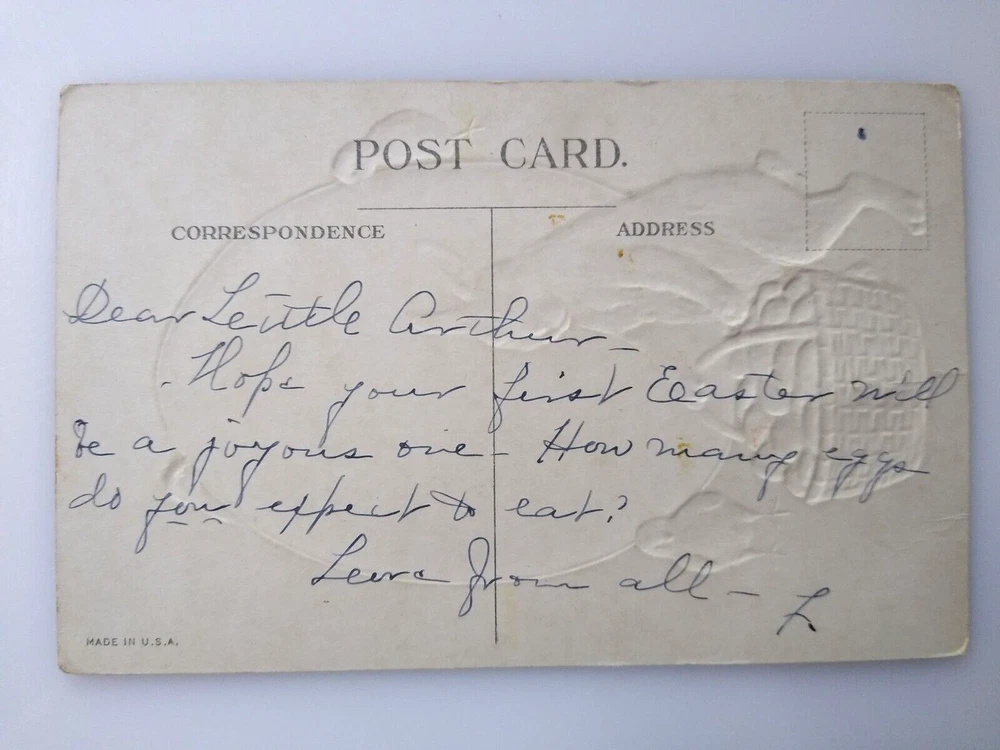 POST CARD.
CORRESPONDENCE
ADDRESS
Dear Little Arthur –
Hope your first Easter will
be a joyous one – How many eggs
do you expect to eat?
Love from all – L
MADE IN U.S.A.